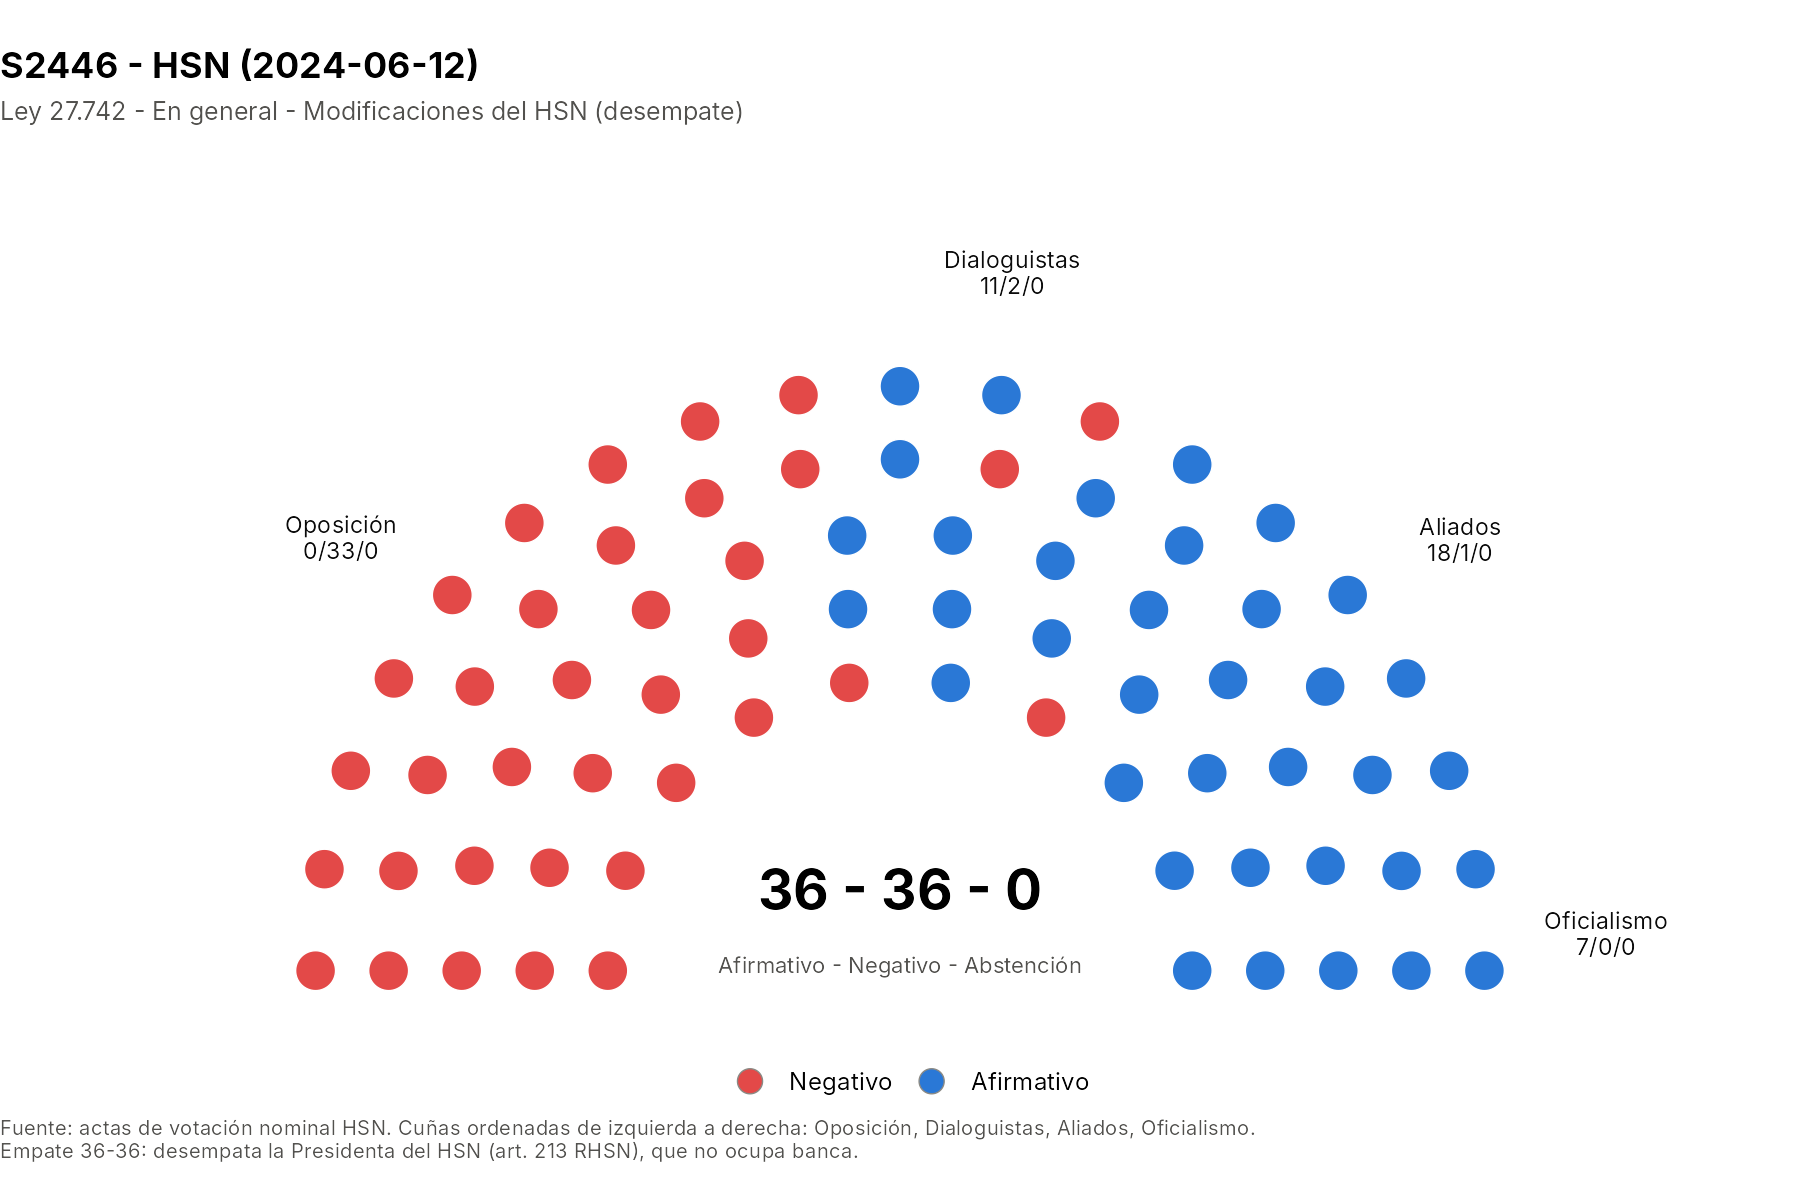 S2446 - HSN (2024-06-12)
Ley 27.742 - En general - Modificaciones del HSN (desempate)
Dialoguistas
11/2/0
Oposición
0/33/0
Aliados
18/1/0
36 - 36 - 0
Oficialismo
7/0/0
Afirmativo - Negativo - Abstención
Negativo
Afirmativo
Fuente: actas de votación nominal HSN. Cuñas ordenadas de izquierda a derecha: Oposición, Dialoguistas, Aliados, Oficialismo.
Empate 36-36: desempata la Presidenta del HSN (art. 213 RHSN), que no ocupa banca.